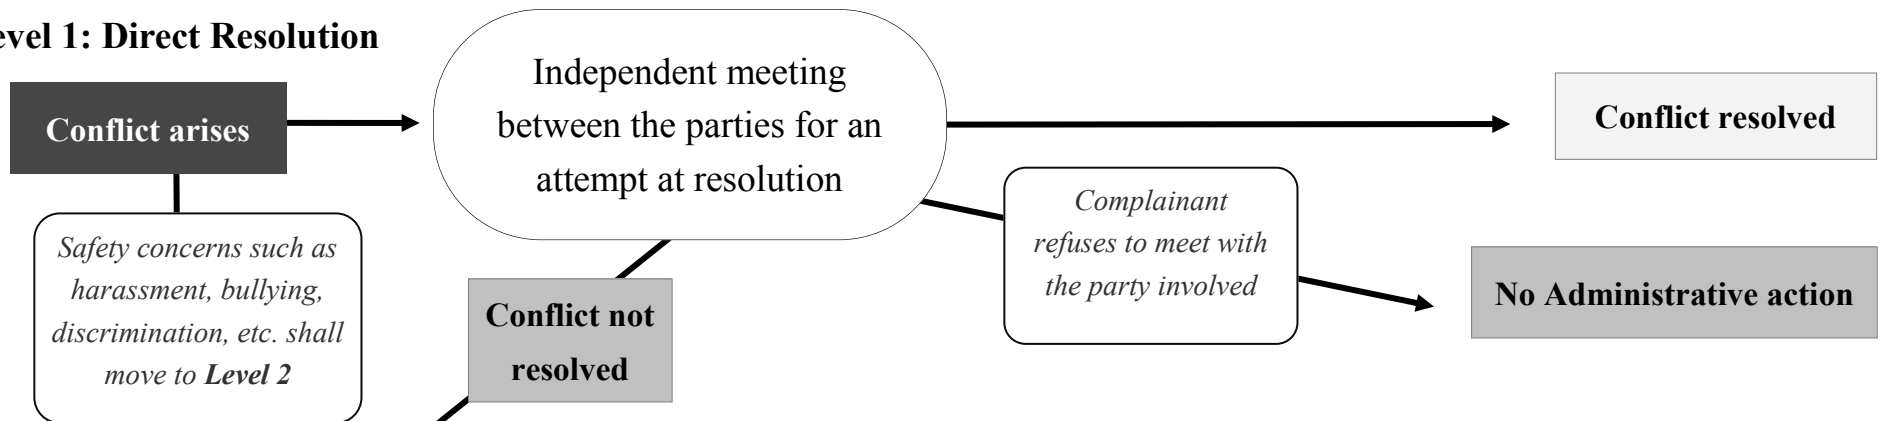 evel 1: Direct Resolution
Conflict arises
Independent meeting
between the parties for an
attempt at resolution
Conflict resolved
Safety concerns such as
harassment, bullying,
discrimination, etc. shall
move to Level 2
Conflict not
resolved
Complainant
refuses to meet with
the party involved
No Administrative action